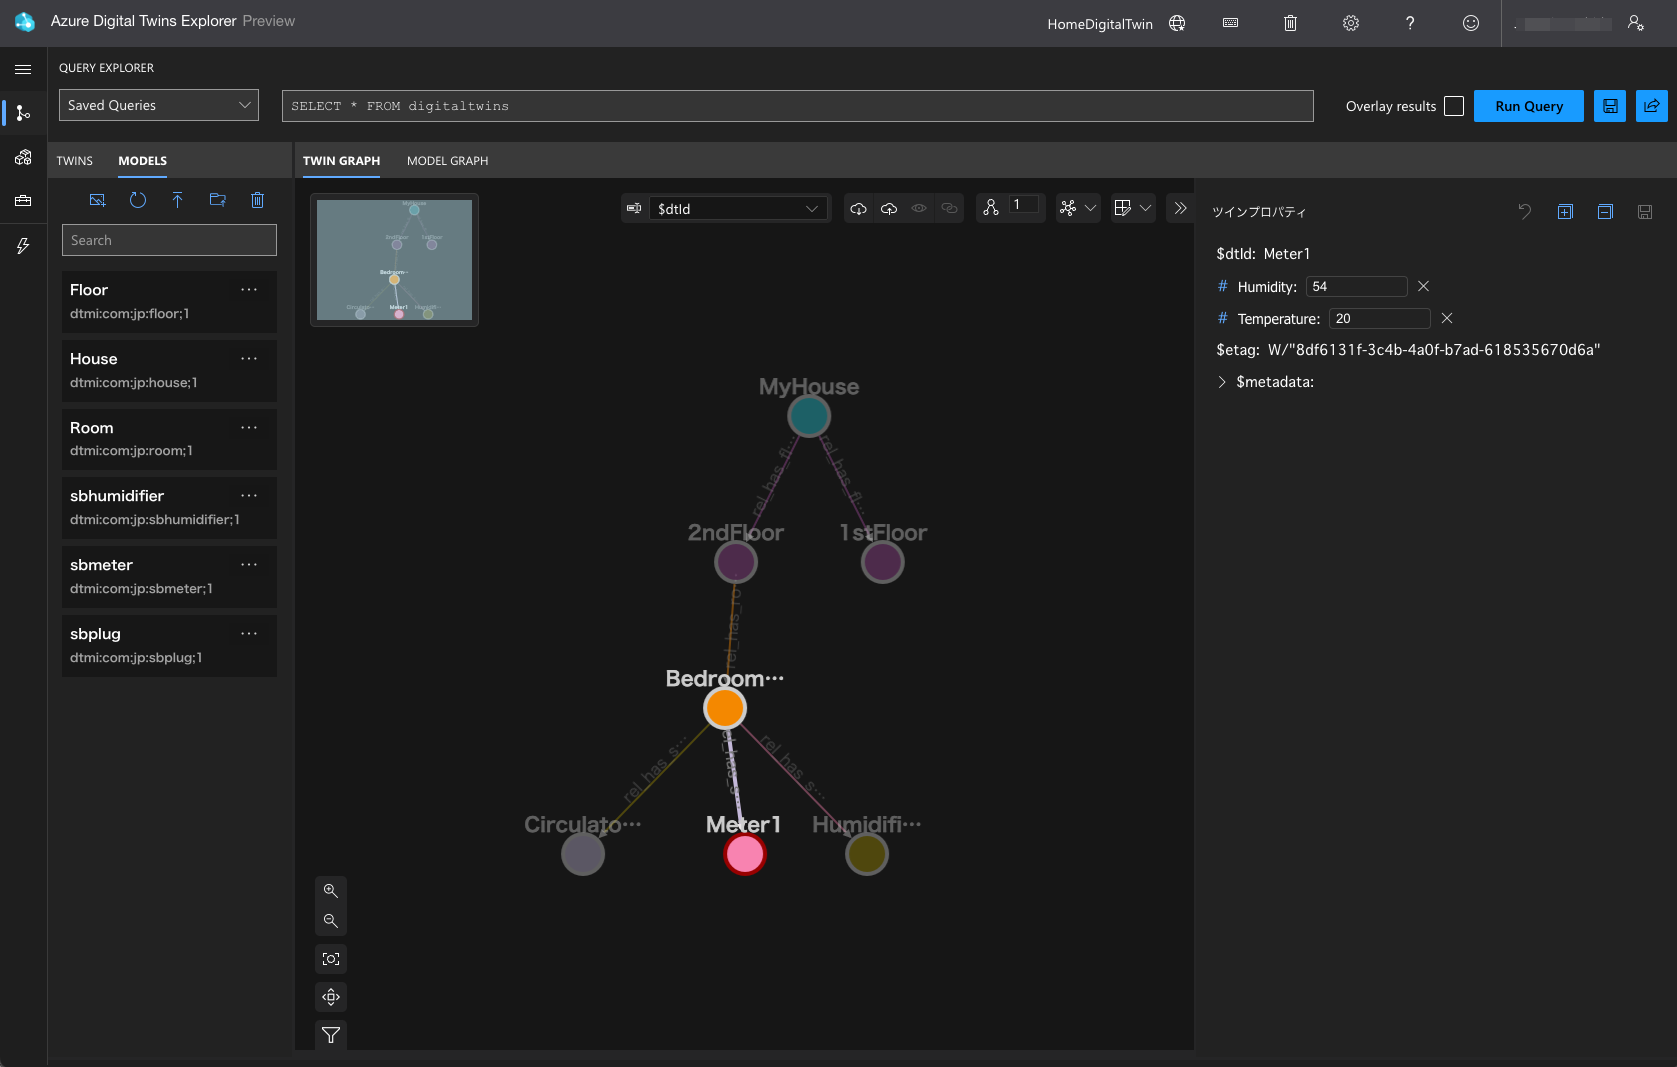 Azure Digital Twins Explorer Preview
HomeDigitalTwin
QUERY EXPLORER
Saved Queries
SELECT * FROM digitaltwins
Overlay results
Run Query
TWINS
MODELS
TWIN GRAPH
MODEL GRAPH
Search
Floor
dtmi:com:jp:floor;1
House
dtmi:com:jp:house;1
Room
dtmi:com:jp:room;1
sbhumidifier
dtmi:com:jp:sbhumidifier;1
sbmeter
dtmi:com:jp:sbmeter;1
sbplug
dtmi:com:jp:sbplug;1
$dtId
1
MyHouse
rel_has_fl…
rel_has_fl…
2ndFloor
1stFloor
rel_has_ro
Bedroom…
rel_has_s…
rel_has_s…
Circulato…
Meter1
Humidifi…
ツインプロパティ
$dtId: Meter1
# Humidity: 54
# Temperature: 20
$etag: W/"8df6131f-3c4b-4a0f-b7ad-618535670d6a"
$metadata: